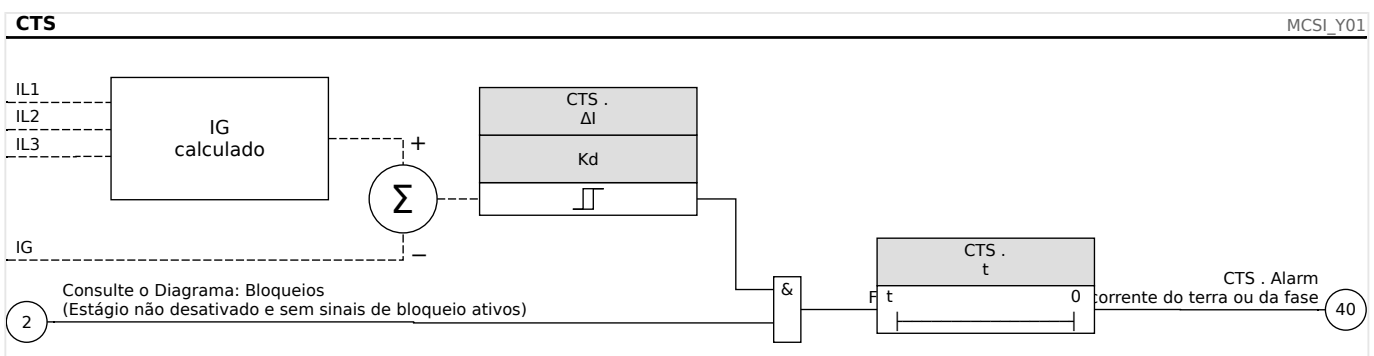 CTS
MCSI_Y01
IL1
IL2
IL3
IG
calculado
+
Σ
CTS .
ΔI
Kd
IG
−
CTS .
t
Consulte o Diagrama: Bloqueios
(Estágio não desativado e sem sinais de bloqueio ativos)
2
&
t 0
CTS . Alarm
corrente do terra ou da fase
40